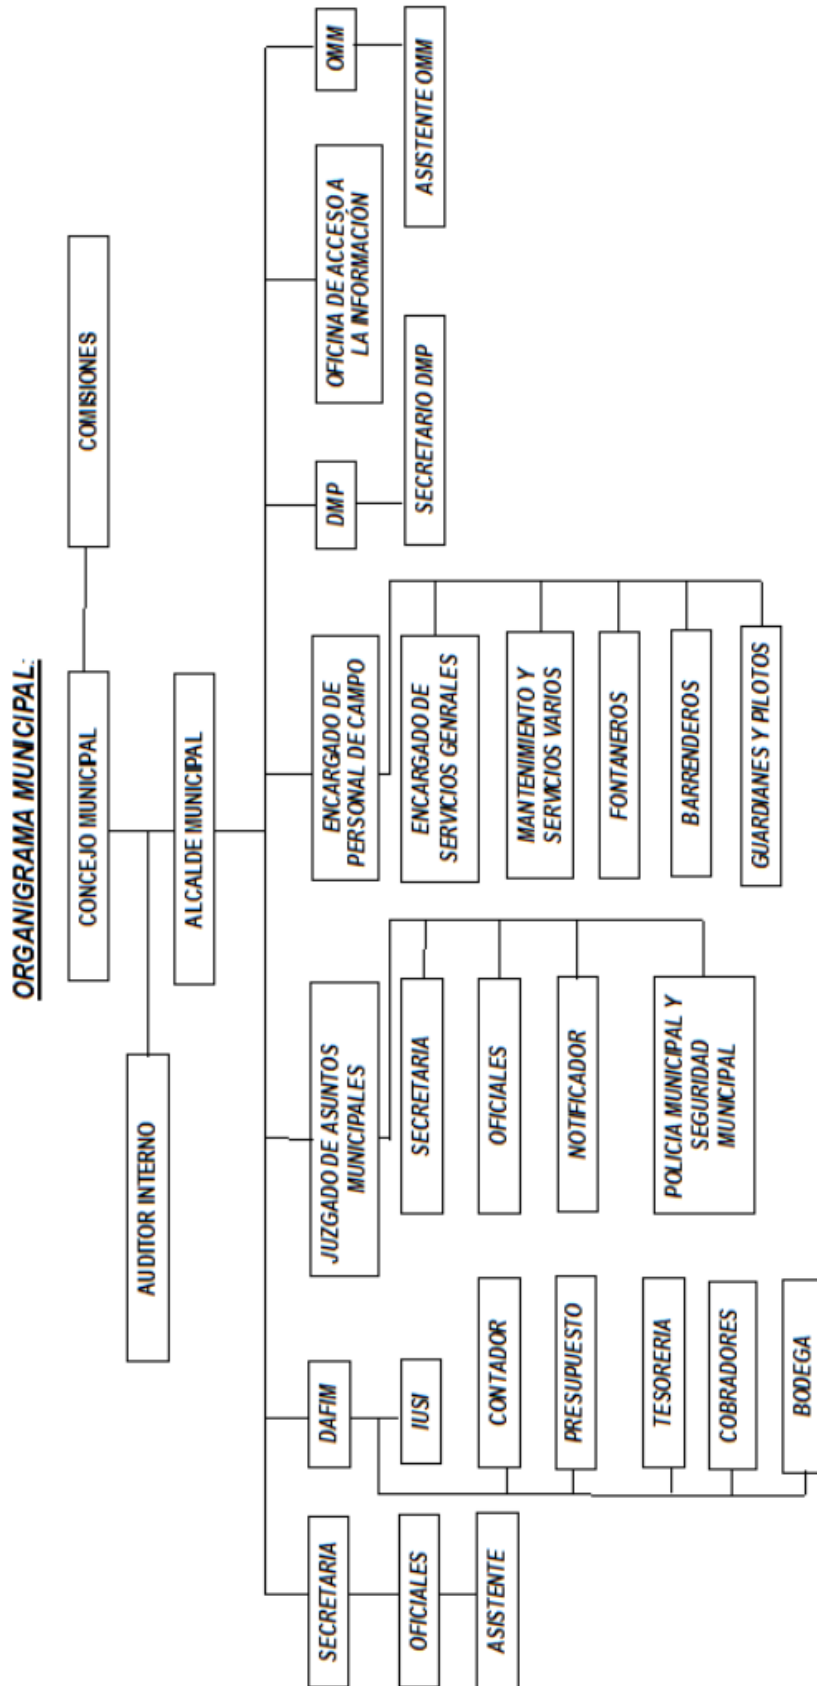 ORGANIGRAMA MUNICIPAL:
CONCEJO MUNICIPAL
COMISIONES
AUDITOR INTERNO
ALCALDE MUNICIPAL
SECRETARIA
OFICIALES
ASISTENTE
DAFIM
IUSI
CONTADOR
PRESUPUESTO
TESORERIA
COBRADORES
BODEGA
JUZGADO DE ASUNTOS
MUNICIPALES
SECRETARIA
OFICIALES
NOTIFICADOR
POLICIA MUNICIPAL Y
SEGURIDAD
MUNICIPAL
ENCARGADO DE
PERSONAL DE CAMPO
ENCARGADO DE
SERVICIOS GENRALES
MANTENIMIENTO Y
SERVICIOS VARIOS
FONTANEROS
BARRENDEROS
GUARDIANES Y PILOTOS
DMP
SECRETARIO DMP
OFICINA DE ACCESO A
LA INFORMACIÓN
OMM
ASISTENTE OMM